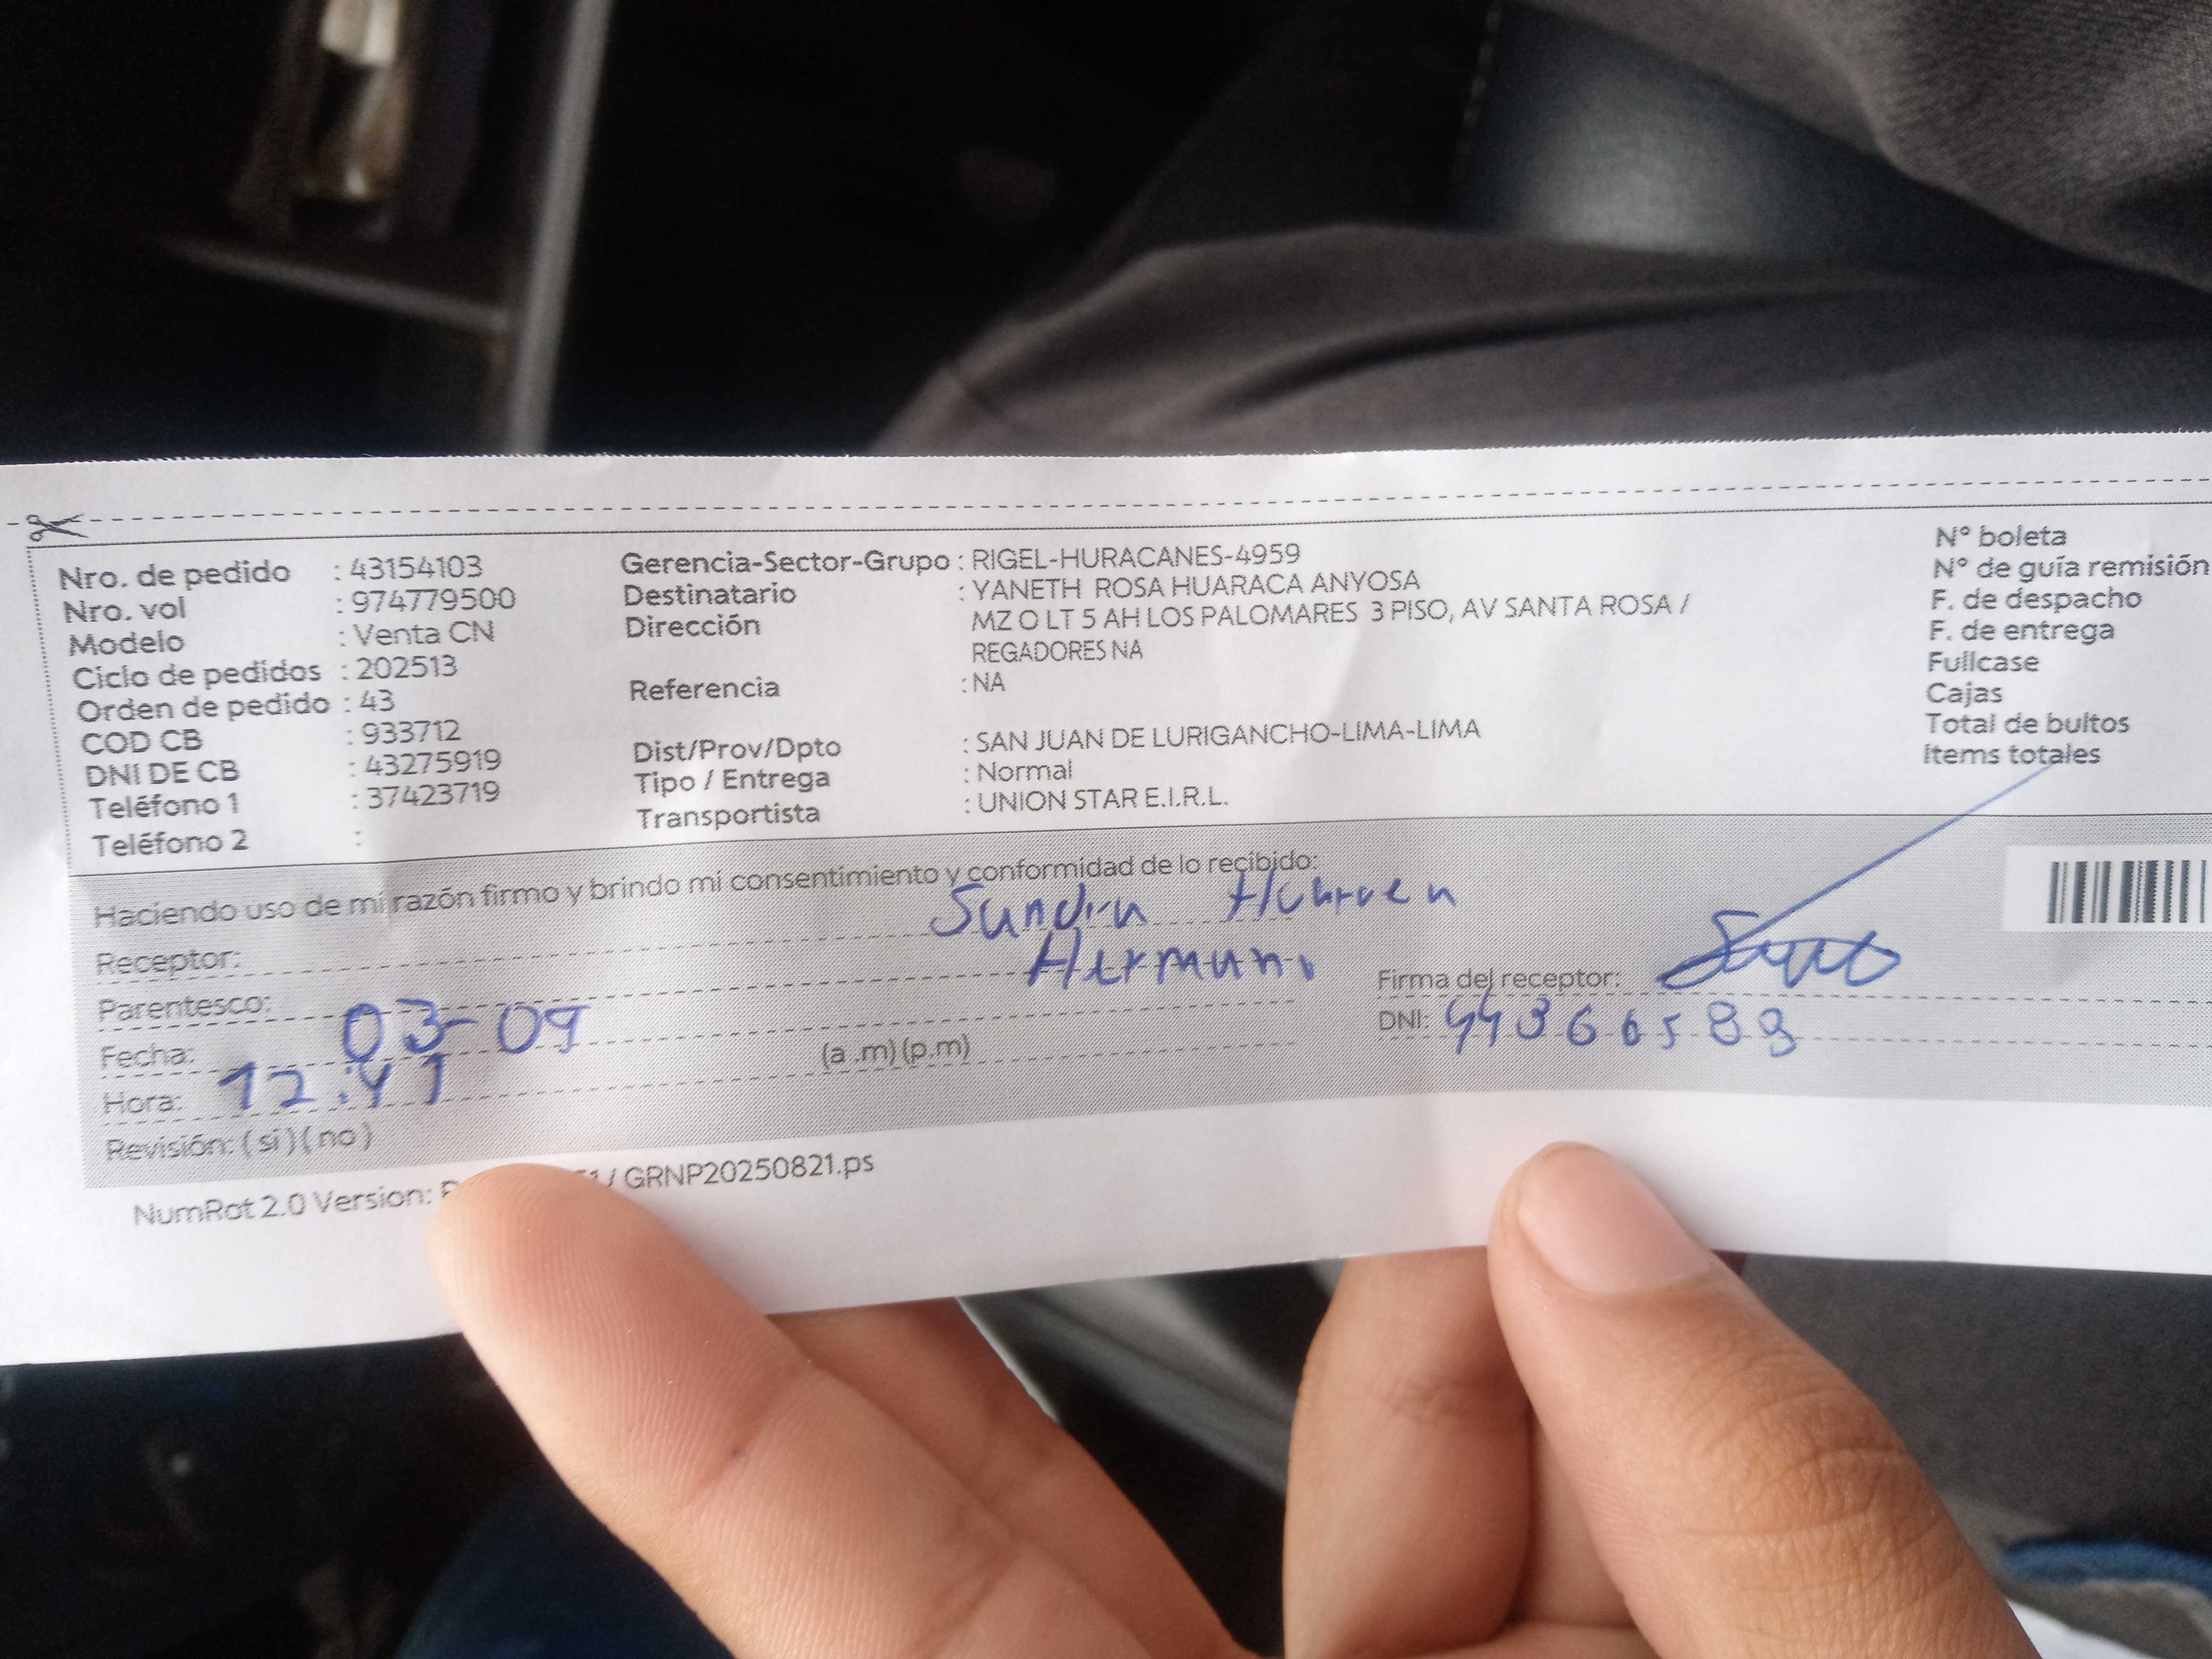 Nro. de pedido : 43154103
Nro. vol : 974779500
Modelo : Venta CN
Ciclo de pedidos : 202513
Orden de pedido : 43
COD CB : 933712
DNI DE CB : 43275919
Teléfono 1 : 37423719
Teléfono 2 :
Gerencia-Sector-Grupo : RIGEL-HURACANES-4959
Destinatario : YANETH ROSA HUARACA ANYOSA
Dirección MZ O LT 5 AH LOS PALOMARES 3 PISO, AV SANTA ROSA /
REGADORES NA
Referencia : NA
Dist/Prov/Dpto : SAN JUAN DE LURIGANCHO-LIMA-LIMA
Tipo / Entrega : Normal
Transportista : UNION STAR E.I.R.L.
N° boleta
N° de guía remisión
F. de despacho
F. de entrega
Fullcase
Cajas
Total de bultos
Items totales
Haciendo uso de mi razón firmo y brindo mi consentimiento y conformidad de lo recibido:
Receptor: Sandra
Parentesco:
Fecha: 03-09
Hora: 12:41 (a.m)(p.m)
Revisión: (si)(no)
Firma del receptor:
DNI:
NumRot 2.0 Version: / GRNP20250821.ps